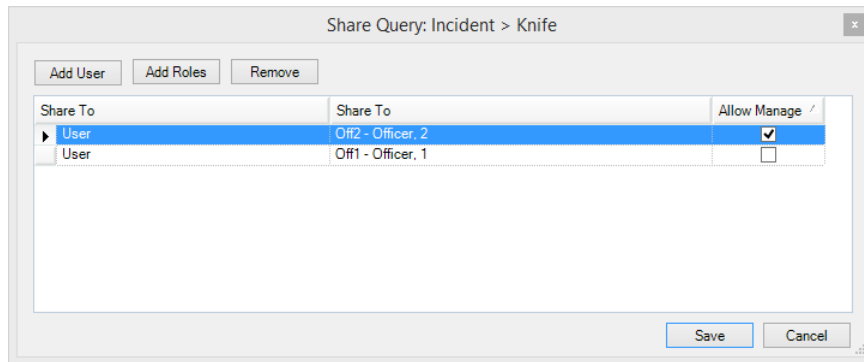 Share Query: Incident > Knife
x
Add User Add Roles Remove
Share To Share To Allow Manage
User Off2 - Officer, 2
User Off1 - Officer, 1
Save Cancel